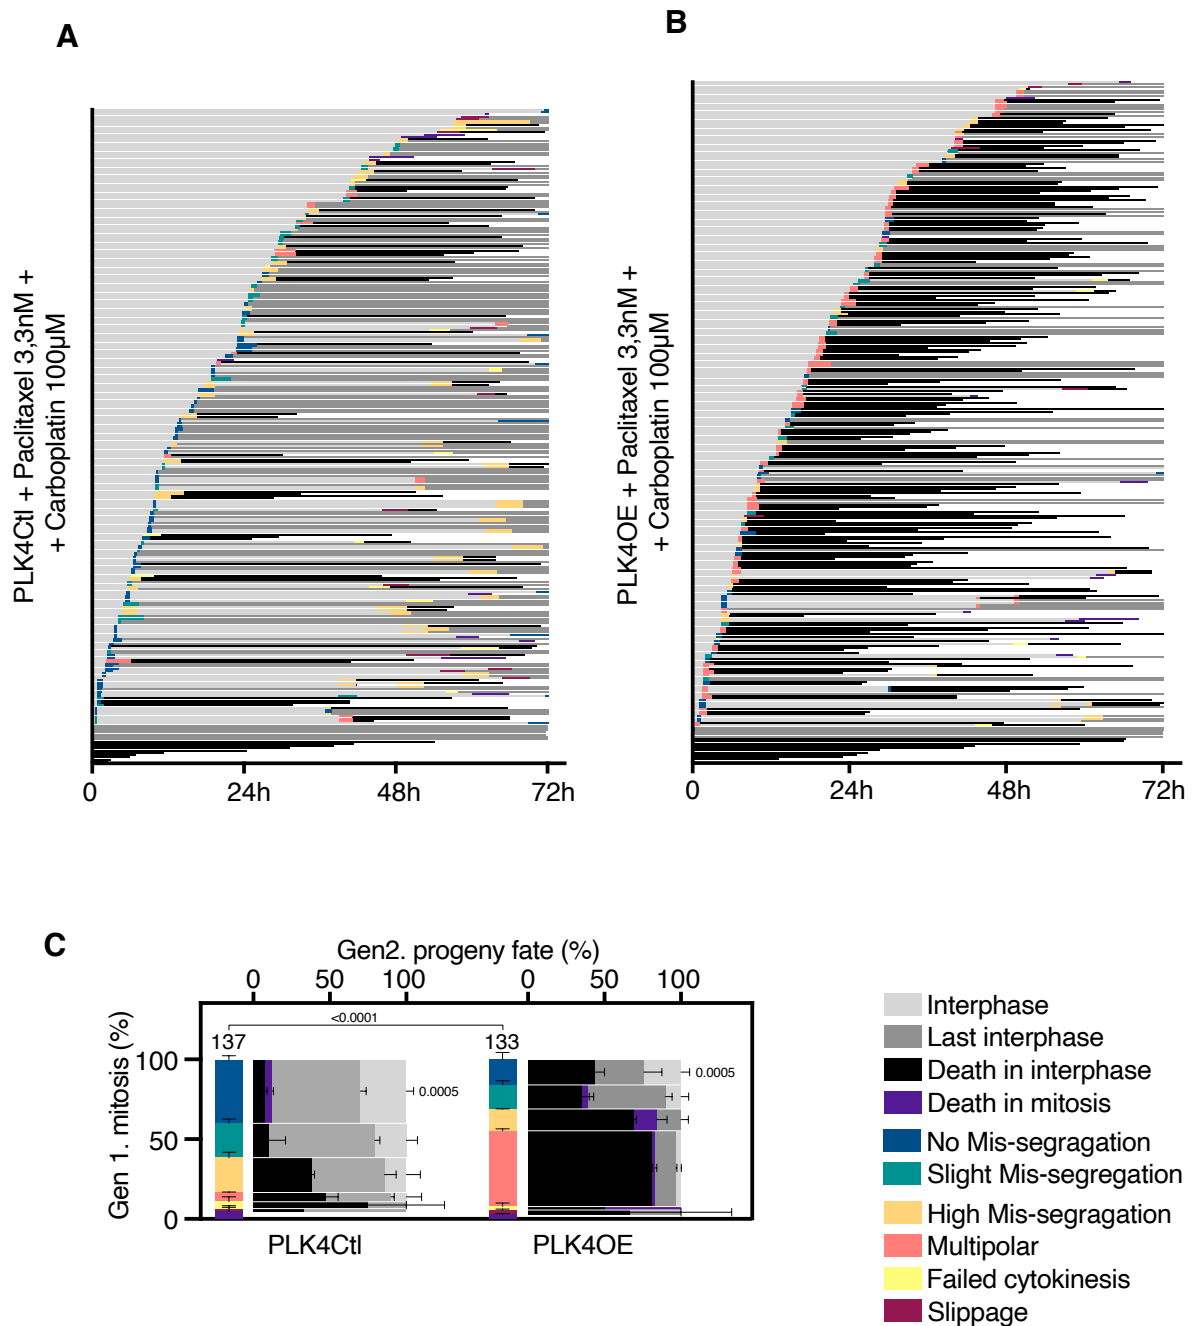 A
B
PLK4Ctl + Paclitaxel 3,3nM +
+ Carboplatin 100µM
0
24h
48h
72h
PLK4OE + Paclitaxel 3,3nM +
+ Carboplatin 100µM
0
24h
48h
72h
C
Gen2. progeny fate (%)
0
50
100
0
50
100
Gen 1. mitosis (%)
100
50
0
<0.0001
137
133
0.0005
0.0005
PLK4Ctl
PLK4OE
Interphase
Last interphase
Death in interphase
Death in mitosis
No Mis-segragation
Slight Mis-segregation
High Mis-segragation
Multipolar
Failed cytokinesis
Slippage